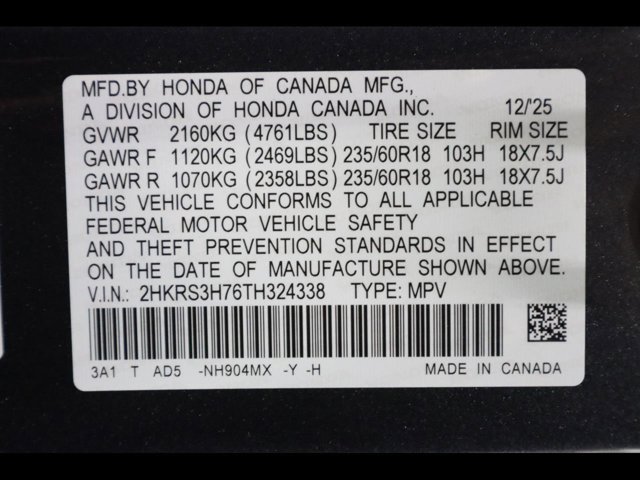 MFD.BY HONDA OF CANADA MFG.,
A DIVISION OF HONDA CANADA INC. 12/'25
GVWR 2160KG (4761LBS) TIRE SIZE RIM SIZE
GAWR F 1120KG (2469LBS) 235/60R18 103H 18X7.5J
GAWR R 1070KG (2358LBS) 235/60R18 103H 18X7.5J
THIS VEHICLE CONFORMS TO ALL APPLICABLE
FEDERAL MOTOR VEHICLE SAFETY
AND THEFT PREVENTION STANDARDS IN EFFECT
ON THE DATE OF MANUFACTURE SHOWN ABOVE.
V.I.N.: 2HKRS3H76TH324338 TYPE: MPV
3A1 T AD5 -NH904MX -Y -H MADE IN CANADA